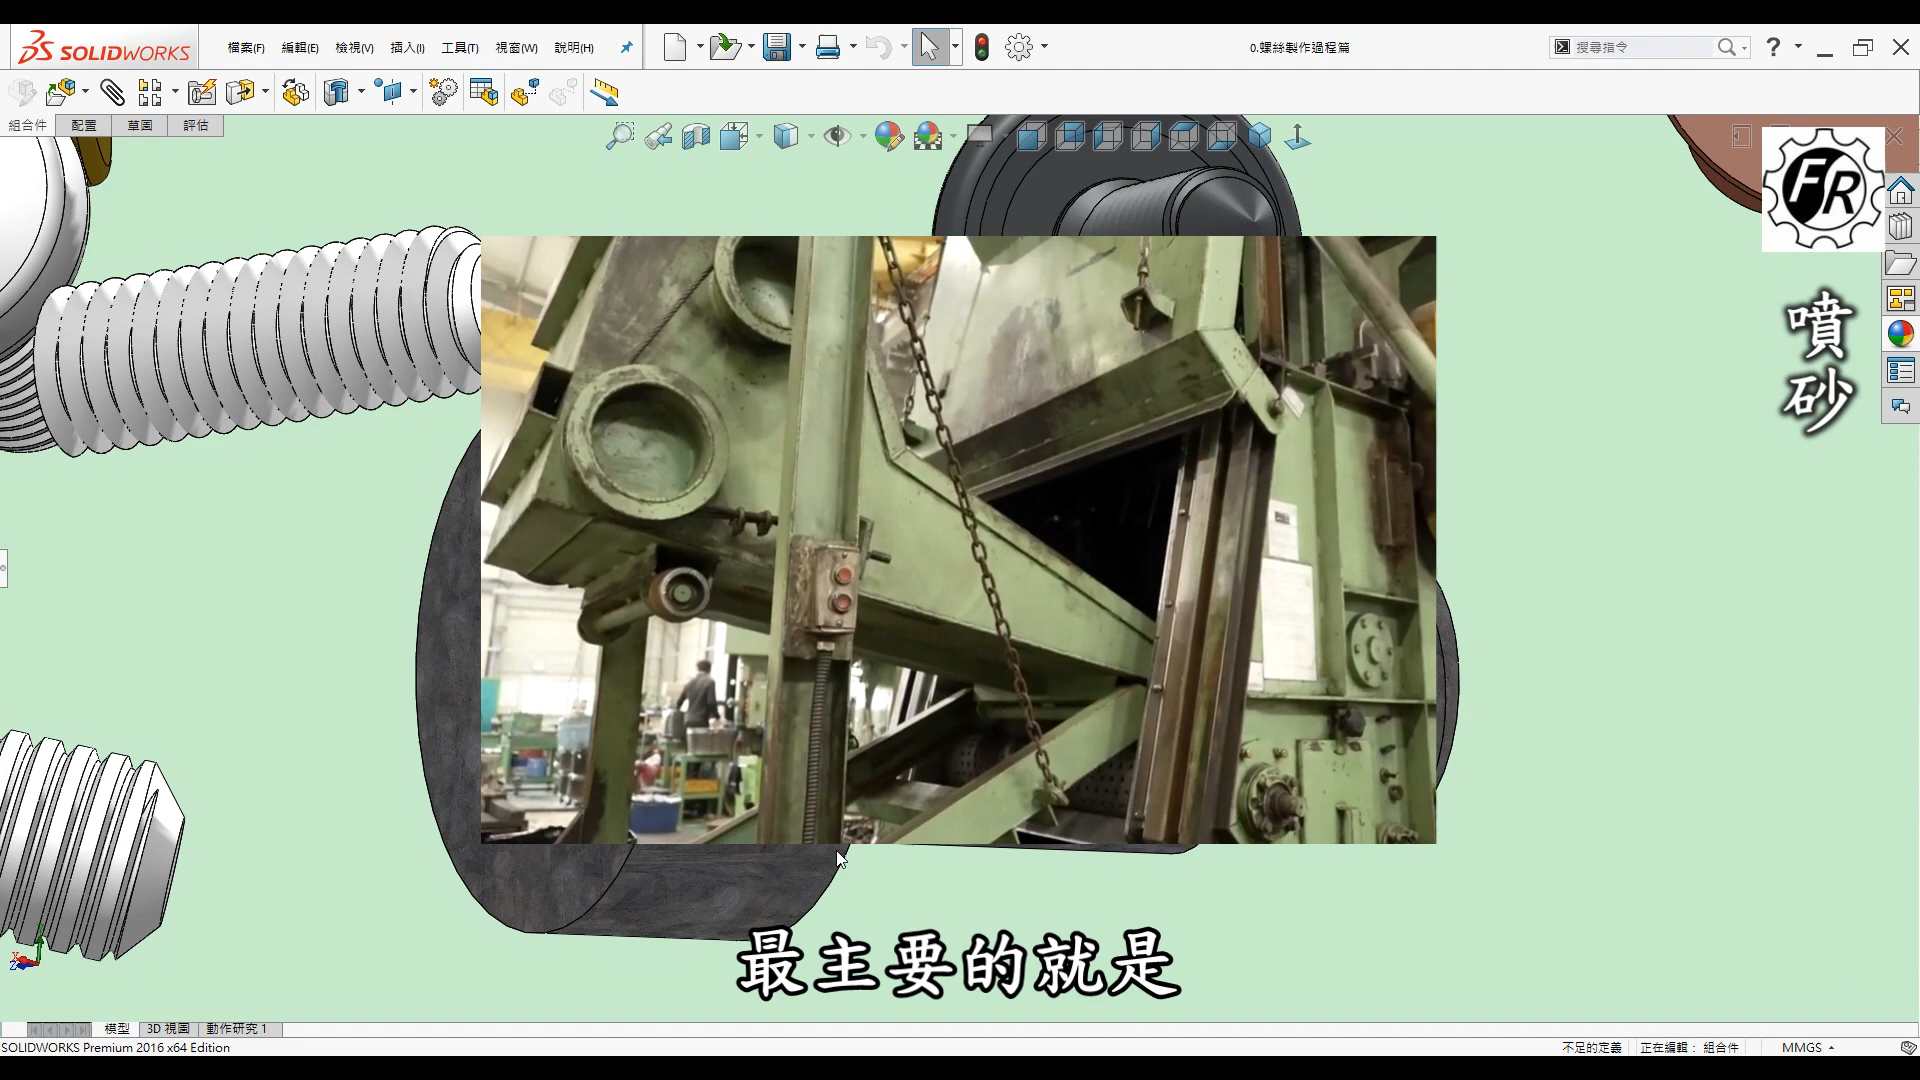 SOLIDWORKS
檔案(F) 編輯(E) 檢視(V) 插入(I) 工具(T) 視窗(W) 說明(H)
0.螺絲製作過程篇
搜尋指令
組合件 配置 草圖 評估
FR
噴砂
最主要的就是
模型 3D 視圖 動作研究 1
SOLIDWORKS Premium 2016 x64 Edition
不足的定義 正在編輯： 組合件 MMGS